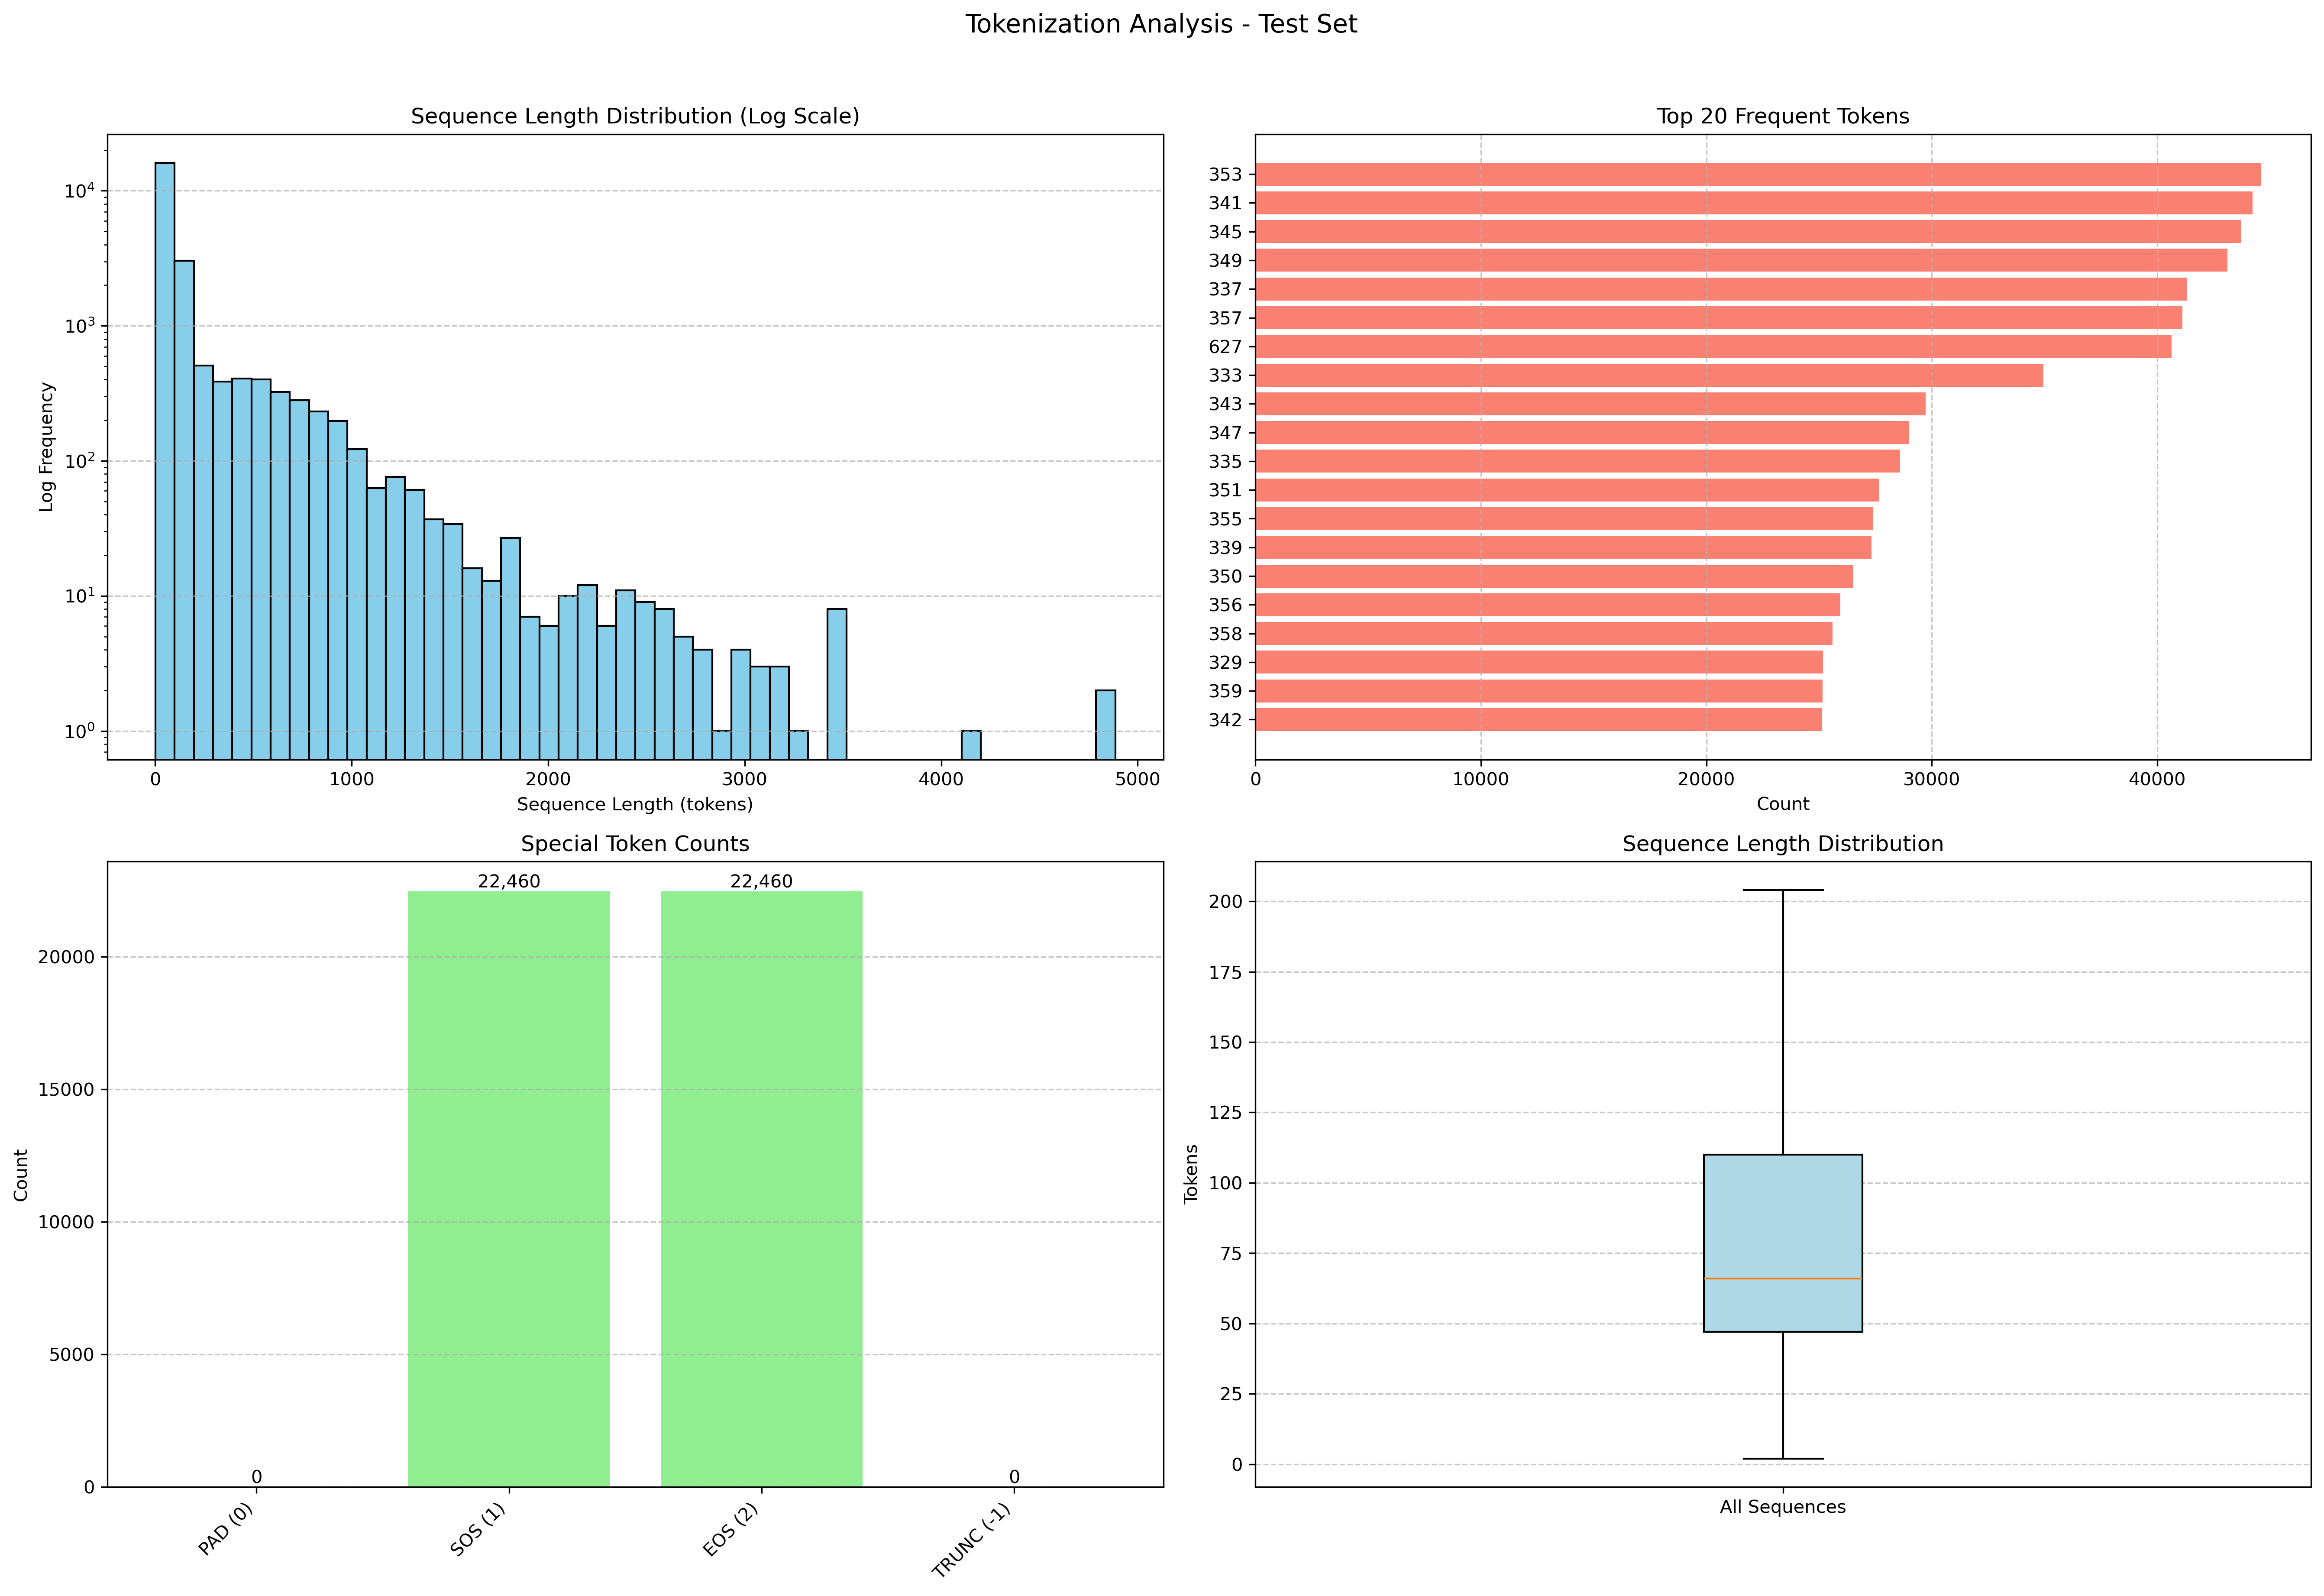 Tokenization Analysis - Test Set
Sequence Length Distribution (Log Scale)
Log Frequency
10^4
10^3
10^2
10^1
10^0
0 1000 2000 3000 4000 5000
Sequence Length (tokens)
Top 20 Frequent Tokens
353
341
345
349
337
357
627
333
343
347
335
351
355
339
350
356
358
329
359
342
0 10000 20000 30000 40000
Count
Special Token Counts
Count
20000
15000
10000
5000
0
0 22,460 22,460 0
PAD (0) SOS (1) EOS (2) TRUNC (-1)
Sequence Length Distribution
Tokens
200
175
150
125
100
75
50
25
0
All Sequences